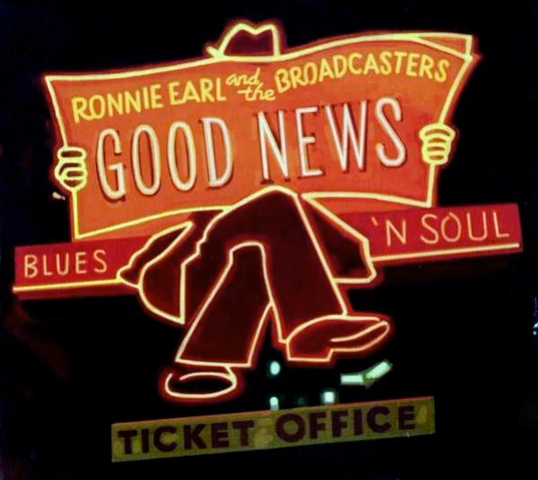 RONNIE EARL and the BROADCASTERS
GOOD NEWS
BLUES 'N SOUL
TICKET OFFICE